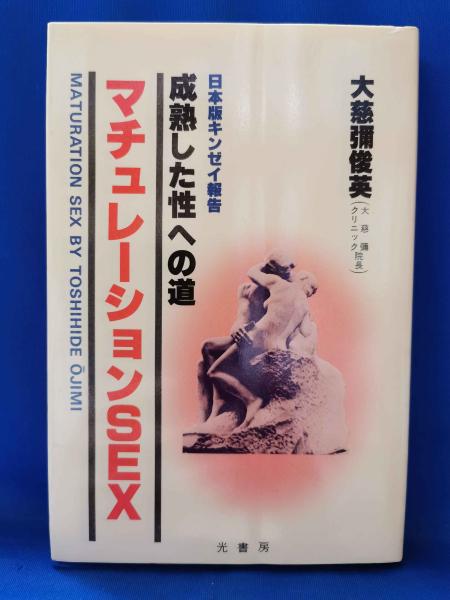 大慈彌俊英
(大慈彌
クリニック院長)
日本版キンゼイ報告
成熟した性への道
マチュレーションSEX
MATURATION SEX BY TOSHIHIDE ŌJIMI
光書房